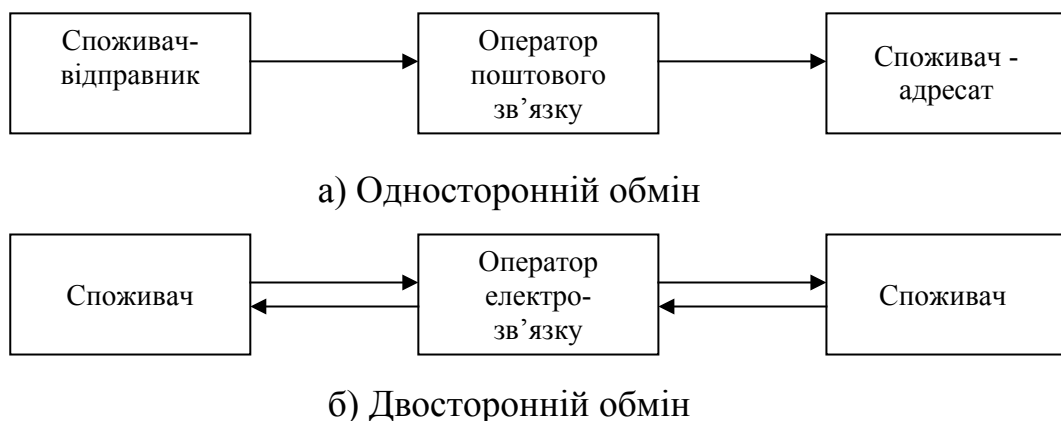 Споживач-
відправник
Оператор
поштового
зв’язку
Споживач -
адресат
а) Односторонній обмін
Споживач
Оператор
електро-
зв’язку
Споживач
б) Двосторонній обмін